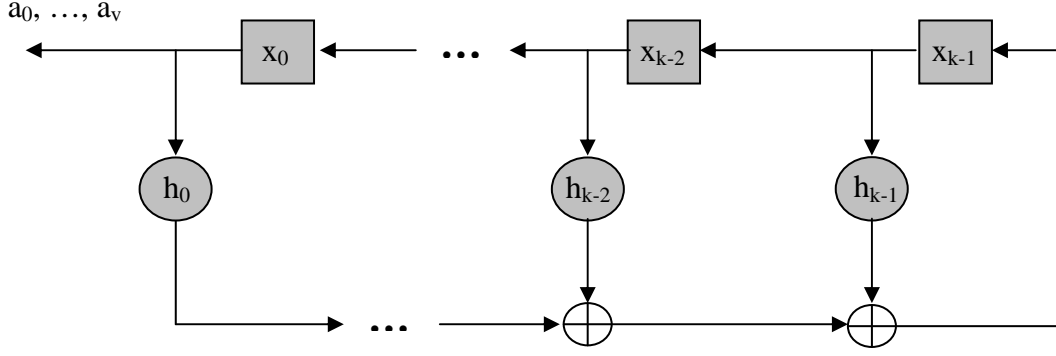 a₀, …, aᵥ
x₀ … xₖ₋₂ xₖ₋₁
h₀ hₖ₋₂ hₖ₋₁
…